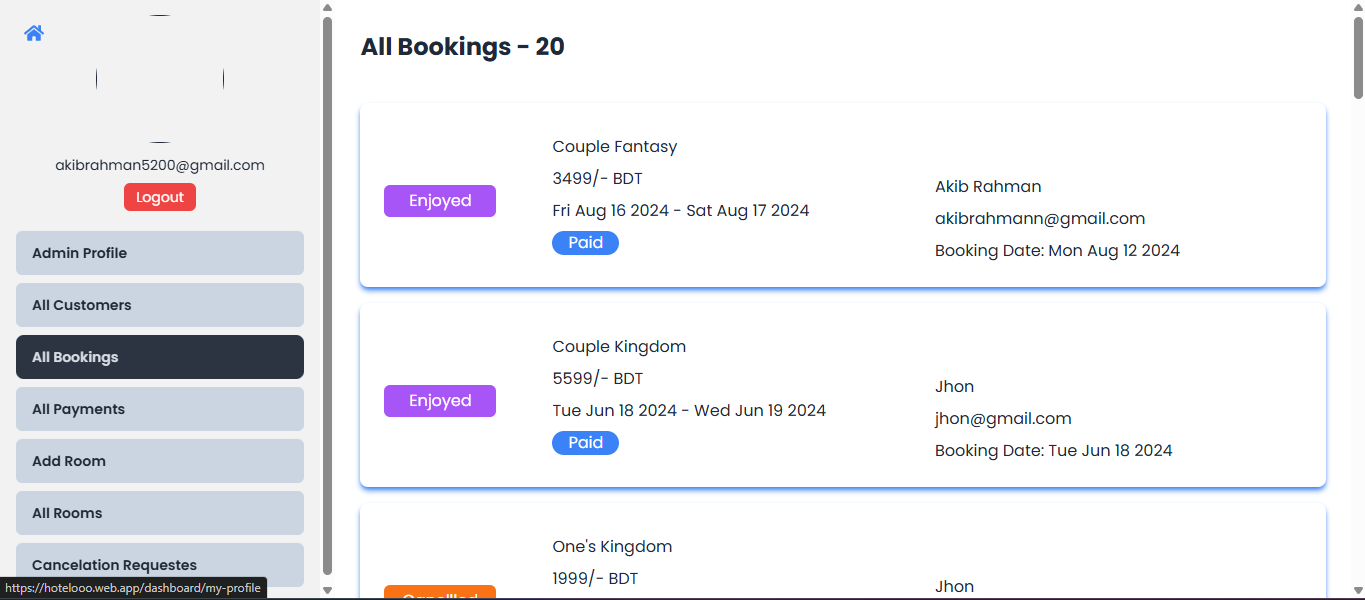 akibrahman5200@gmail.com
Logout
Admin Profile
All Customers
All Bookings
All Payments
Add Room
All Rooms
Cancelation Requestes
https://hotelooo.web.app/dashboard/my-profile
All Bookings - 20
Enjoyed
Couple Fantasy
3499/- BDT
Fri Aug 16 2024 - Sat Aug 17 2024
Paid
Akib Rahman
akibrahmann@gmail.com
Booking Date: Mon Aug 12 2024
Enjoyed
Couple Kingdom
5599/- BDT
Tue Jun 18 2024 - Wed Jun 19 2024
Paid
Jhon
jhon@gmail.com
Booking Date: Tue Jun 18 2024
One's Kingdom
1999/- BDT
Jhon